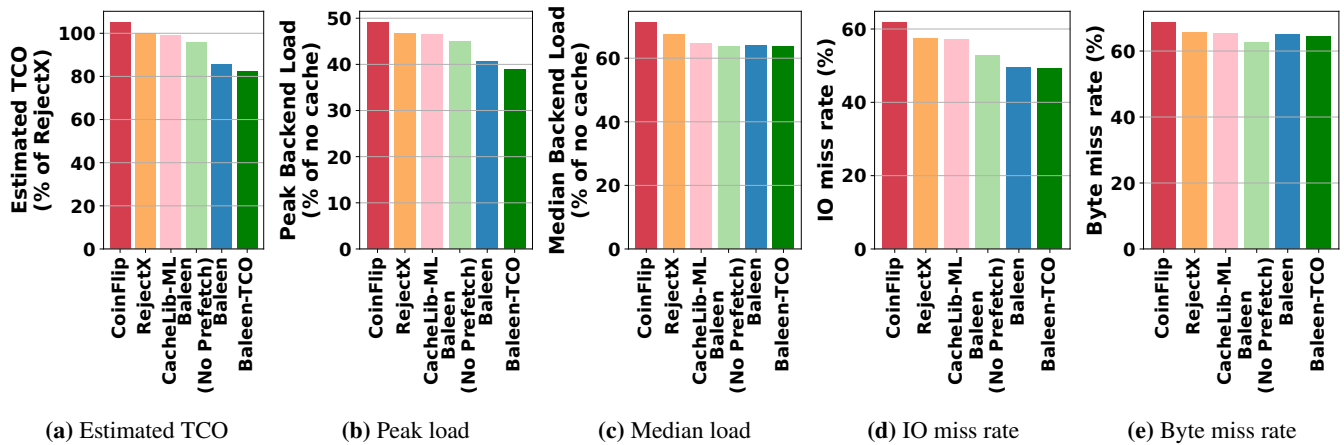 Estimated TCO
(% of RejectX)
100
80
60
40
20
0
CoinFlip
RejectX
CacheLib-ML
Baleen
(No Prefetch)
Baleen
Baleen-TCO
(a) Estimated TCO
Peak Backend Load
(% of no cache)
50
40
30
20
10
0
CoinFlip
RejectX
CacheLib-ML
Baleen
(No Prefetch)
Baleen
Baleen-TCO
(b) Peak load
Median Backend Load
(% of no cache)
60
40
20
0
CoinFlip
RejectX
CacheLib-ML
Baleen
(No Prefetch)
Baleen
Baleen-TCO
(c) Median load
IO miss rate (%)
60
40
20
0
CoinFlip
RejectX
CacheLib-ML
Baleen
(No Prefetch)
Baleen
Baleen-TCO
(d) IO miss rate
Byte miss rate (%)
60
40
20
0
CoinFlip
RejectX
CacheLib-ML
Baleen
(No Prefetch)
Baleen
Baleen-TCO
(e) Byte miss rate